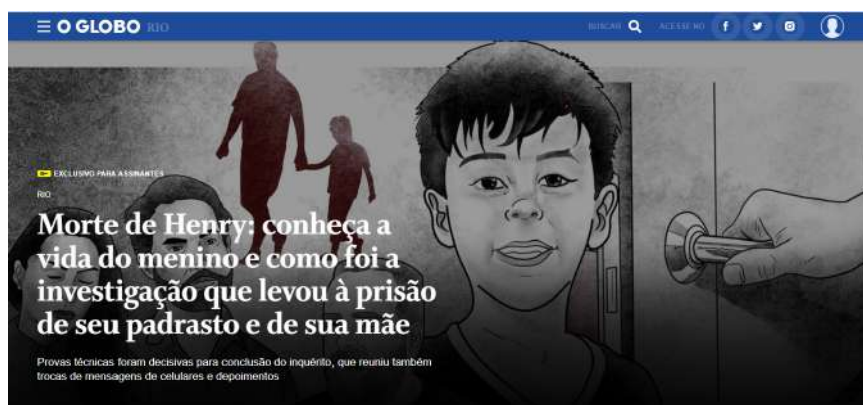 O GLOBO RIO BUSCAR ACESSE NO
EXCLUSIVO PARA ASSINANTES
RIO
Morte de Henry: conheça a
vida do menino e como foi a
investigação que levou à prisão
de seu padrasto e de sua mãe
Provas técnicas foram decisivas para conclusão do inquérito, que reuniu também
trocas de mensagens de celulares e depoimentos